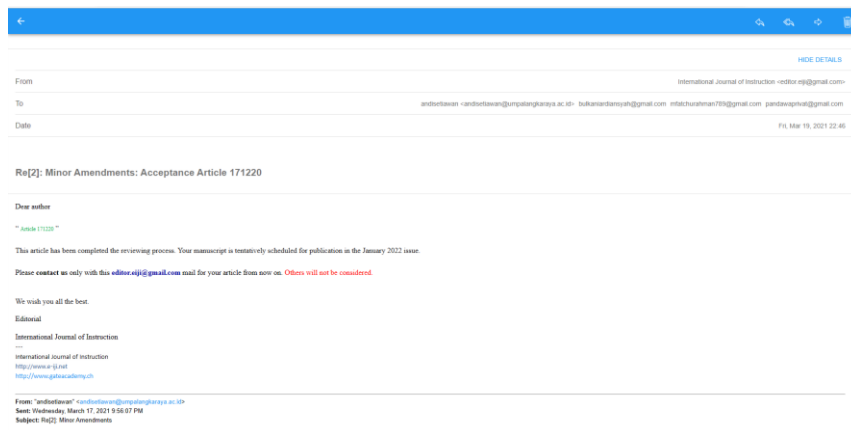 HIDE DETAILS
From International Journal of Instruction <editor.eiji@gmail.com>
To andisetiawan <andisetiawan@umpalangkaraya.ac.id> bulkaniardiansyah@gmail.com mfatchurahman789@gmail.com pandawaprivat@gmail.com
Date Fri, Mar 19, 2021 22:46
Re[2]: Minor Amendments: Acceptance Article 171220
Dear author
" Article 171220 "
This article has been completed the reviewing process. Your manuscript is tentatively scheduled for publication in the January 2022 issue.
Please contact us only with this editor.eiji@gmail.com mail for your article from now on. Others will not be considered.
We wish you all the best.
Editorial
International Journal of Instruction
---
International Journal of Instruction
http://www.e-iji.net
http://www.gateacademy.ch
From: "andisetiawan" <andisetiawan@umpalangkaraya.ac.id>
Sent: Wednesday, March 17, 2021 9:56:07 PM
Subject: Re[2]: Minor Amendments